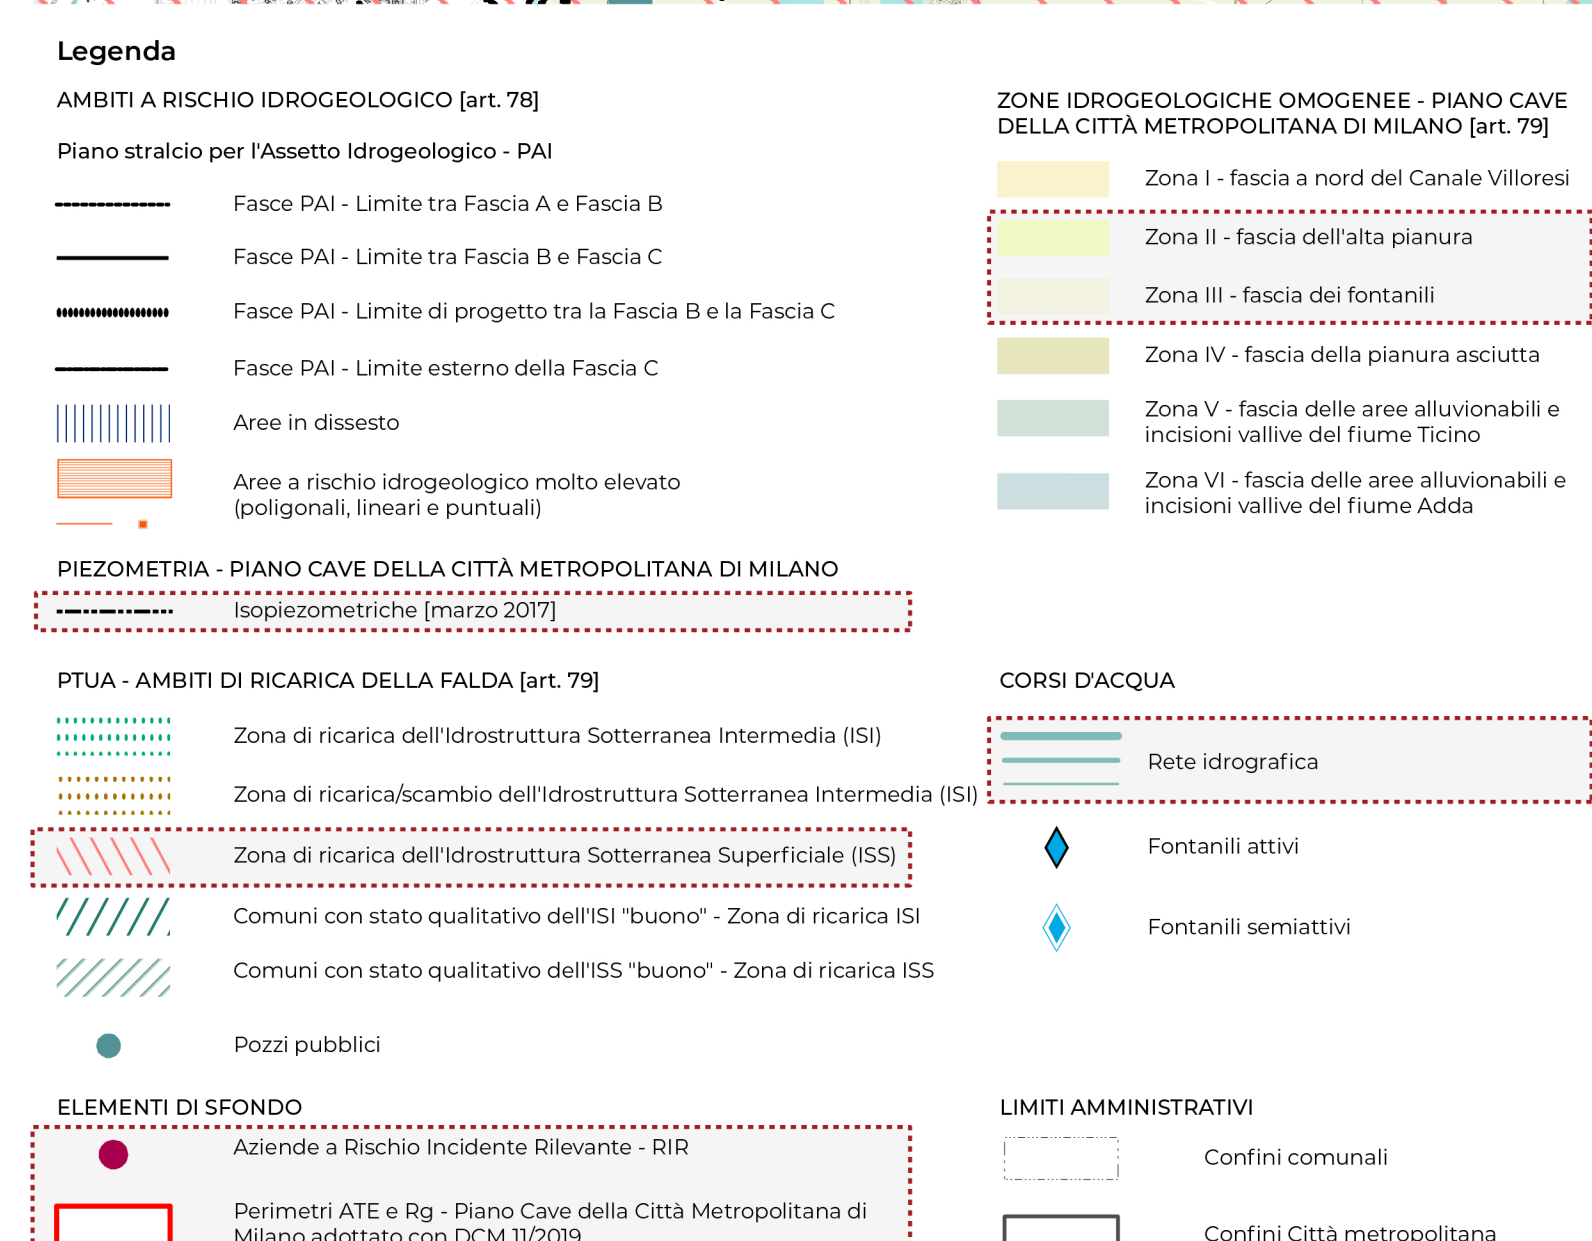 Legenda
AMBITI A RISCHIO IDROGEOLOGICO [art. 78]
Piano stralcio per l'Assetto Idrogeologico - PAI
Fasce PAI - Limite tra Fascia A e Fascia B
Fasce PAI - Limite tra Fascia B e Fascia C
Fasce PAI - Limite di progetto tra la Fascia B e la Fascia C
Fasce PAI - Limite esterno della Fascia C
Aree in dissesto
Aree a rischio idrogeologico molto elevato
(poligonali, lineari e puntuali)
ZONE IDROGEOLOGICHE OMOGENEE - PIANO CAVE
DELLA CITTÀ METROPOLITANA DI MILANO [art. 79]
Zona I - fascia a nord del Canale Villoresi
Zona II - fascia dell'alta pianura
Zona III - fascia dei fontanili
Zona IV - fascia della pianura asciutta
Zona V - fascia delle aree alluvionabili e
incisioni vallive del fiume Ticino
Zona VI - fascia delle aree alluvionabili e
incisioni vallive del fiume Adda
PIEZOMETRIA - PIANO CAVE DELLA CITTÀ METROPOLITANA DI MILANO
Isopiezometriche [marzo 2017]
PTUA - AMBITI DI RICARICA DELLA FALDA [art. 79]
Zona di ricarica dell'Idrostruttura Sotterranea Intermedia (ISI)
Zona di ricarica/scambio dell'Idrostruttura Sotterranea Intermedia (ISI)
Zona di ricarica dell'Idrostruttura Sotterranea Superficiale (ISS)
Comuni con stato qualitativo dell'ISI "buono" - Zona di ricarica ISI
Comuni con stato qualitativo dell'ISS "buono" - Zona di ricarica ISS
Pozzi pubblici
CORSI D'ACQUA
Rete idrografica
Fontanili attivi
Fontanili semiattivi
ELEMENTI DI SFONDO
Aziende a Rischio Incidente Rilevante - RIR
Perimetri ATE e Rg - Piano Cave della Città Metropolitana di
Milano adottato con DCM 11/2019
LIMITI AMMINISTRATIVI
Confini comunali
Confini Città metropolitana